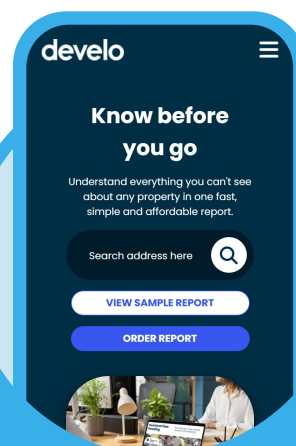 develo
Know before
you go
Understand everything you can't see
about any property in one fast,
simple and affordable report.
Search address here
VIEW SAMPLE REPORT
ORDER REPORT